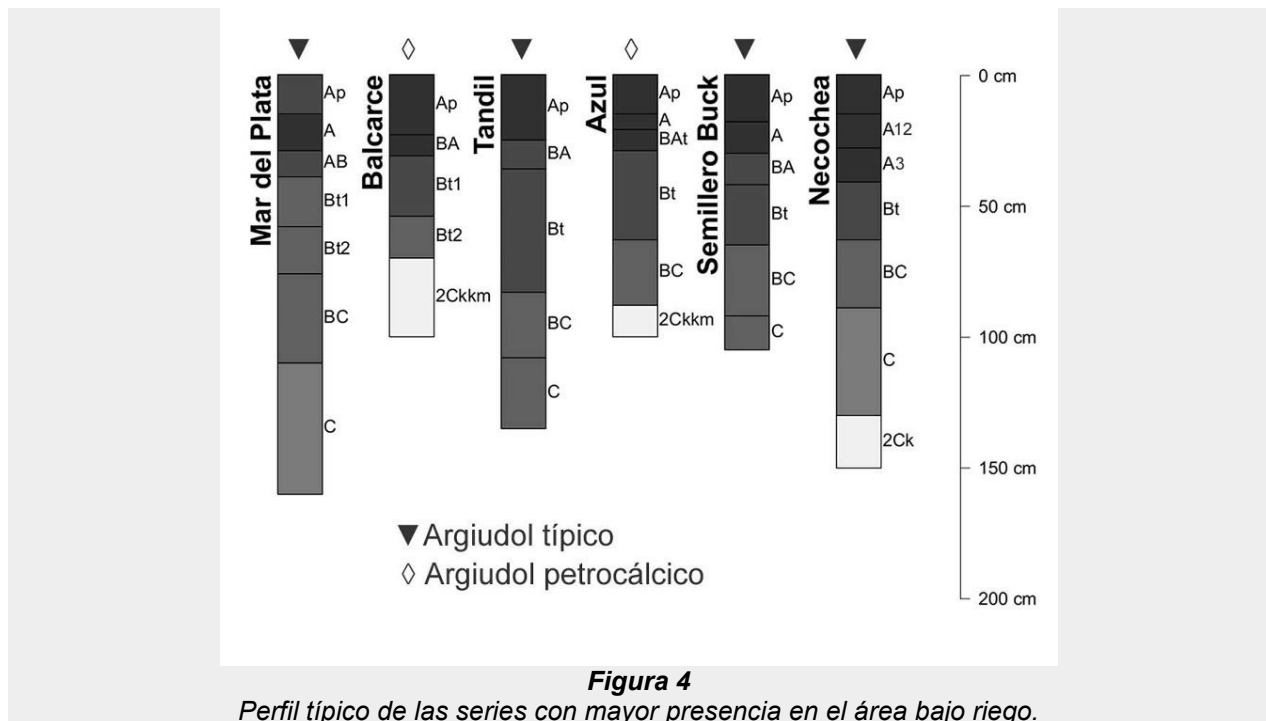 Mar del Plata
Ap
A
AB
Bt1
Bt2
BC
C
Balcarce
Ap
BA
Bt1
Bt2
2Ckkm
Tandil
Ap
BA
Bt
BC
C
Azul
Ap
A
BAt
Bt
BC
2Ckkm
Semillero Buck
Ap
A
BA
Bt
BC
C
Necochea
Ap
A12
A3
Bt
BC
C
2Ck
0 cm
50 cm
100 cm
150 cm
200 cm
▼ Argiudol típico
◊ Argiudol petrocálcico
Figura 4
Perfil típico de las series con mayor presencia en el área bajo riego.